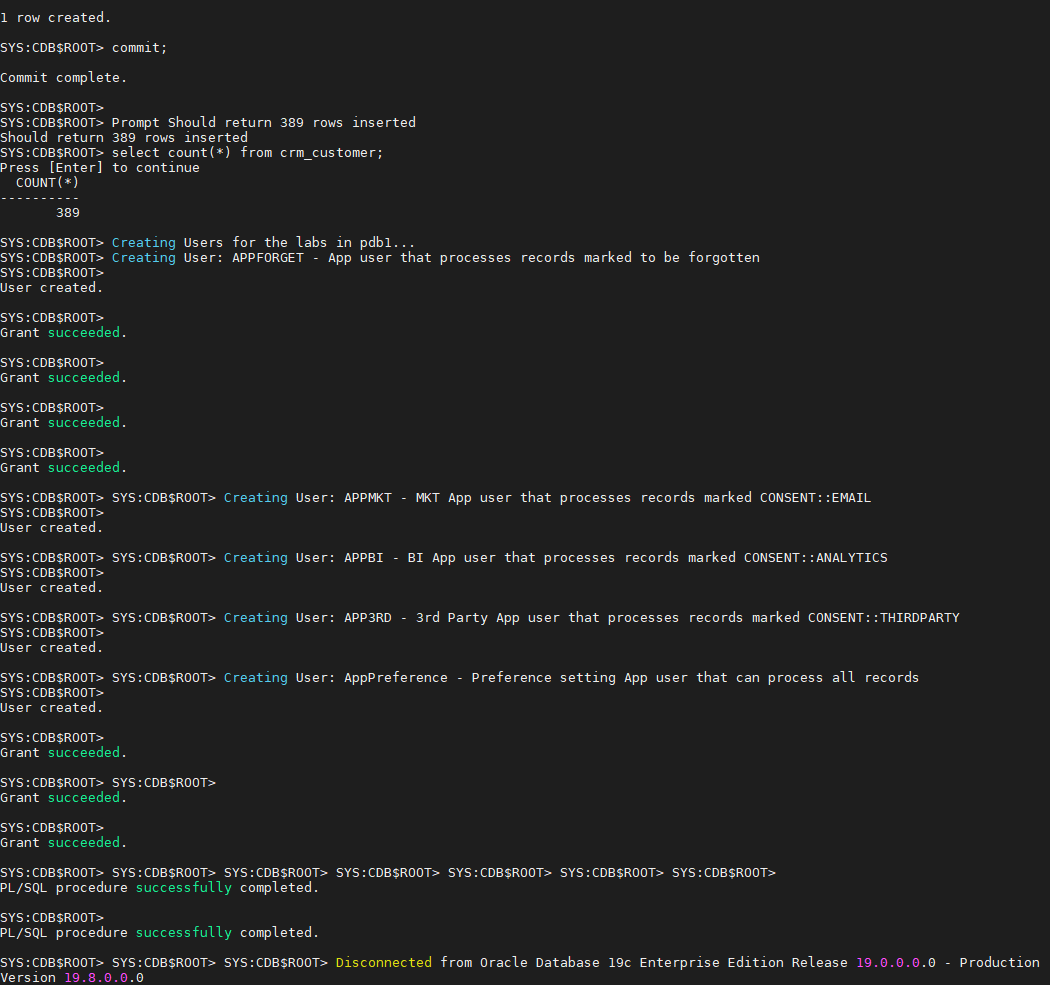 1 row created.
SYS:CDB$ROOT> commit;
Commit complete.
SYS:CDB$ROOT>
SYS:CDB$ROOT> Prompt Should return 389 rows inserted
Should return 389 rows inserted
SYS:CDB$ROOT> select count(*) from crm_customer;
Press [Enter] to continue
  COUNT(*)
----------
       389
SYS:CDB$ROOT> Creating Users for the labs in pdb1...
SYS:CDB$ROOT> Creating User: APPFORGET - App user that processes records marked to be forgotten
SYS:CDB$ROOT>
User created.
SYS:CDB$ROOT>
Grant succeeded.
SYS:CDB$ROOT>
Grant succeeded.
SYS:CDB$ROOT>
Grant succeeded.
SYS:CDB$ROOT>
Grant succeeded.
SYS:CDB$ROOT> SYS:CDB$ROOT> Creating User: APPMKT - MKT App user that processes records marked CONSENT::EMAIL
SYS:CDB$ROOT>
User created.
SYS:CDB$ROOT> SYS:CDB$ROOT> Creating User: APPBI - BI App user that processes records marked CONSENT::ANALYTICS
SYS:CDB$ROOT>
User created.
SYS:CDB$ROOT> SYS:CDB$ROOT> Creating User: APP3RD - 3rd Party App user that processes records marked CONSENT::THIRDPARTY
SYS:CDB$ROOT>
User created.
SYS:CDB$ROOT> SYS:CDB$ROOT> Creating User: AppPreference - Preference setting App user that can process all records
SYS:CDB$ROOT>
User created.
SYS:CDB$ROOT>
Grant succeeded.
SYS:CDB$ROOT> SYS:CDB$ROOT>
Grant succeeded.
SYS:CDB$ROOT>
Grant succeeded.
SYS:CDB$ROOT> SYS:CDB$ROOT> SYS:CDB$ROOT> SYS:CDB$ROOT> SYS:CDB$ROOT> SYS:CDB$ROOT> SYS:CDB$ROOT>
PL/SQL procedure successfully completed.
SYS:CDB$ROOT>
PL/SQL procedure successfully completed.
SYS:CDB$ROOT> SYS:CDB$ROOT> SYS:CDB$ROOT> Disconnected from Oracle Database 19c Enterprise Edition Release 19.0.0.0.0 - Production
Version 19.8.0.0.0